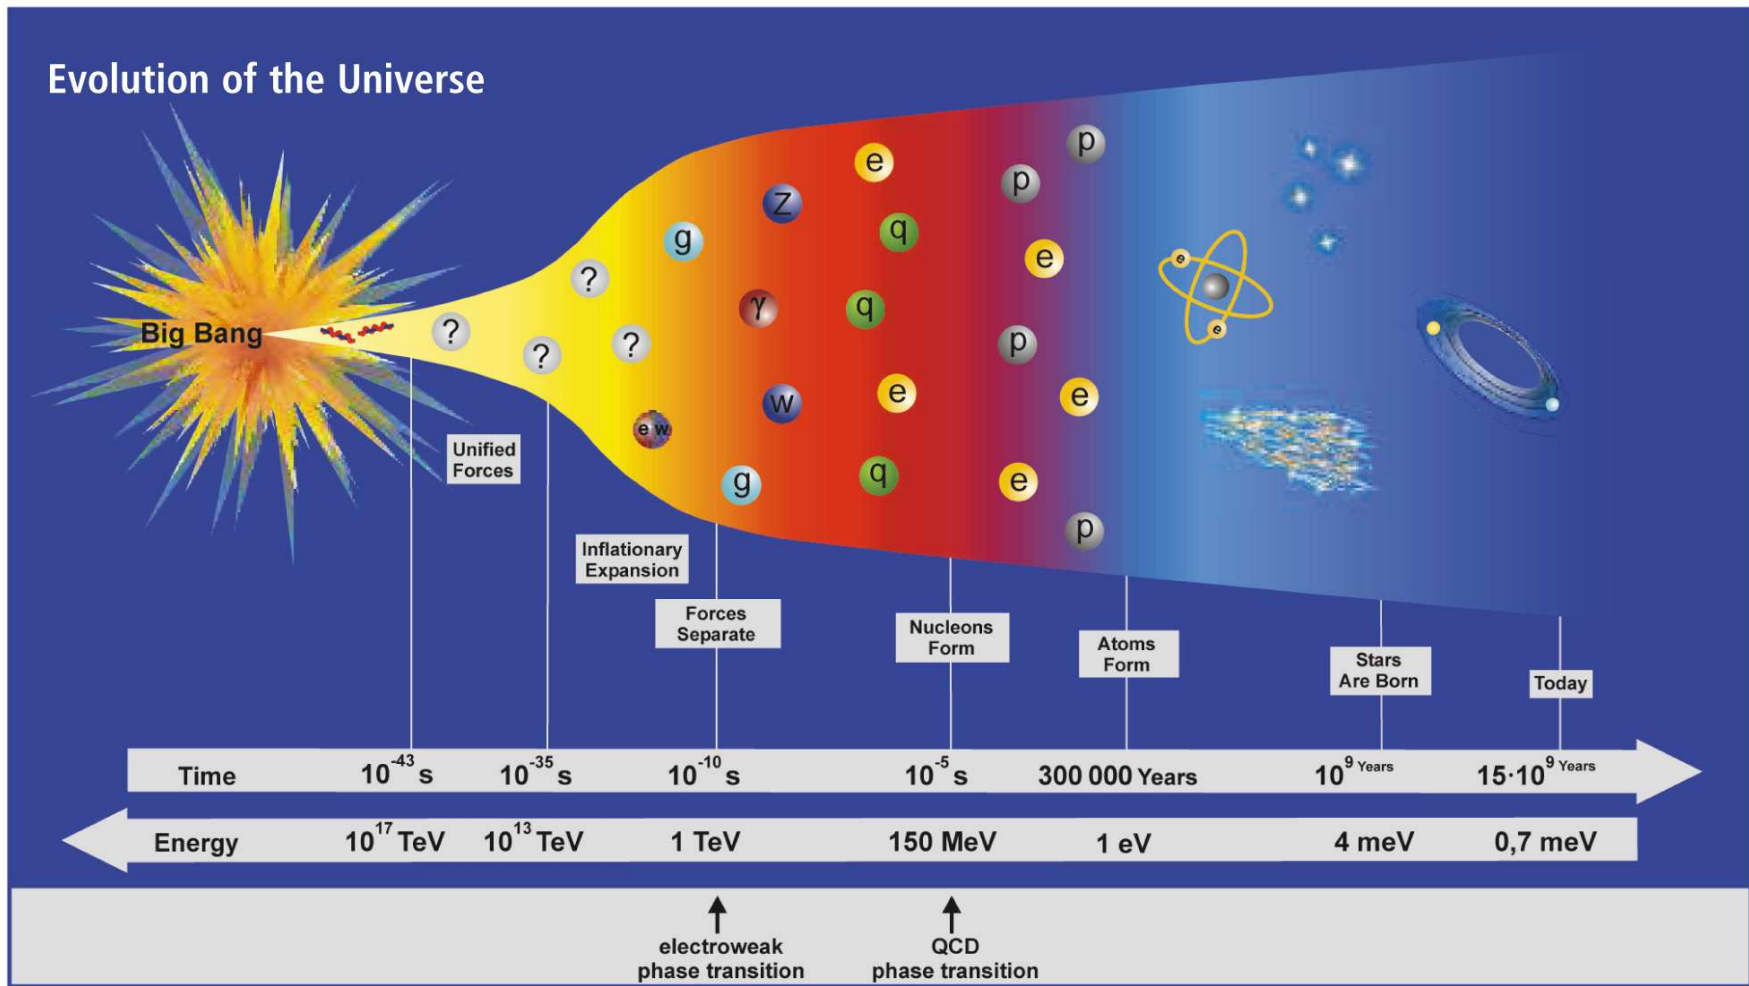 Evolution of the Universe
Big Bang
?
?
?
?
e w
g
g
Z
γ
w
e
q
q
e
q
p
p
e
p
e
e
p
e
e
Unified
Forces
Inflationary
Expansion
Forces
Separate
Nucleons
Form
Atoms
Form
Stars
Are Born
Today
Time 10⁻⁴³ s 10⁻³⁵ s 10⁻¹⁰ s 10⁻⁵ s 300 000 Years 10⁹ Years 15·10⁹ Years
Energy 10¹⁷ TeV 10¹³ TeV 1 TeV 150 MeV 1 eV 4 meV 0,7 meV
electroweak
phase transition
QCD
phase transition